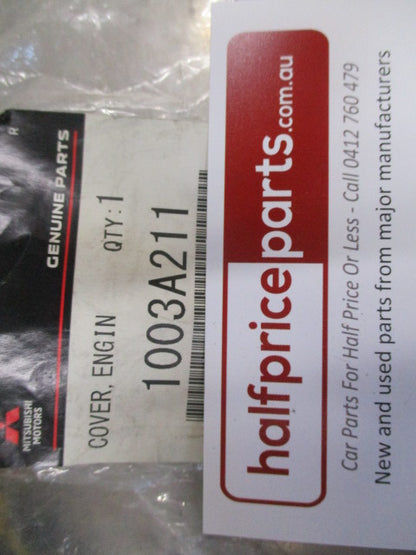 R
GENUINE PARTS
MITSUBISHI
MOTORS
COVER, ENGIN QTY:1
1003A211
halfpriceparts.com.au
Car Parts For Half Price Or Less - Call 0412 760 479
New and used parts from major manufacturers